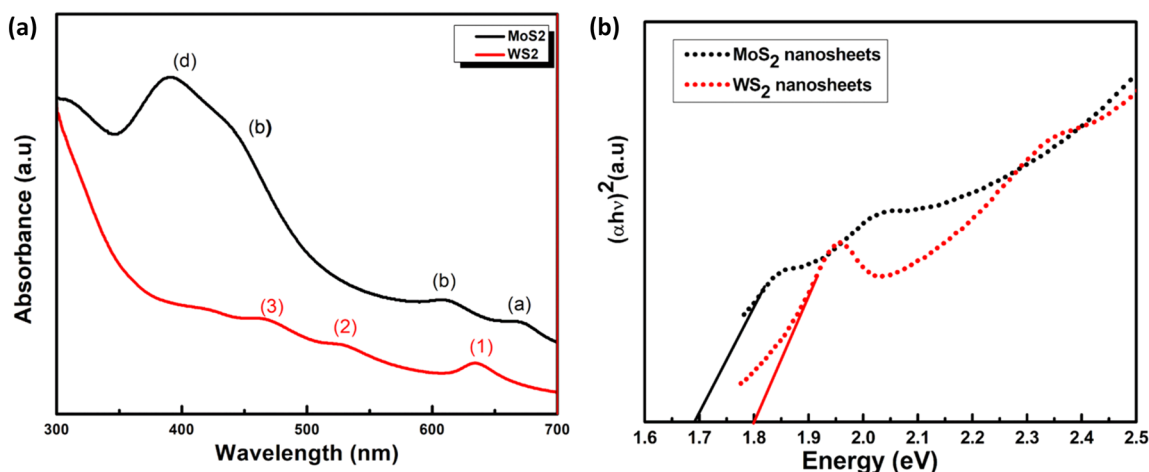 (a)
MoS2
WS2
(d)
(b)
(b)
(a)
(3)
(2)
(1)
Absorbance (a.u)
300
400
500
600
700
Wavelength (nm)
(b)
MoS₂ nanosheets
WS₂ nanosheets
(αhν)²(a.u)
1.6
1.7
1.8
1.9
2.0
2.1
2.2
2.3
2.4
2.5
Energy (eV)